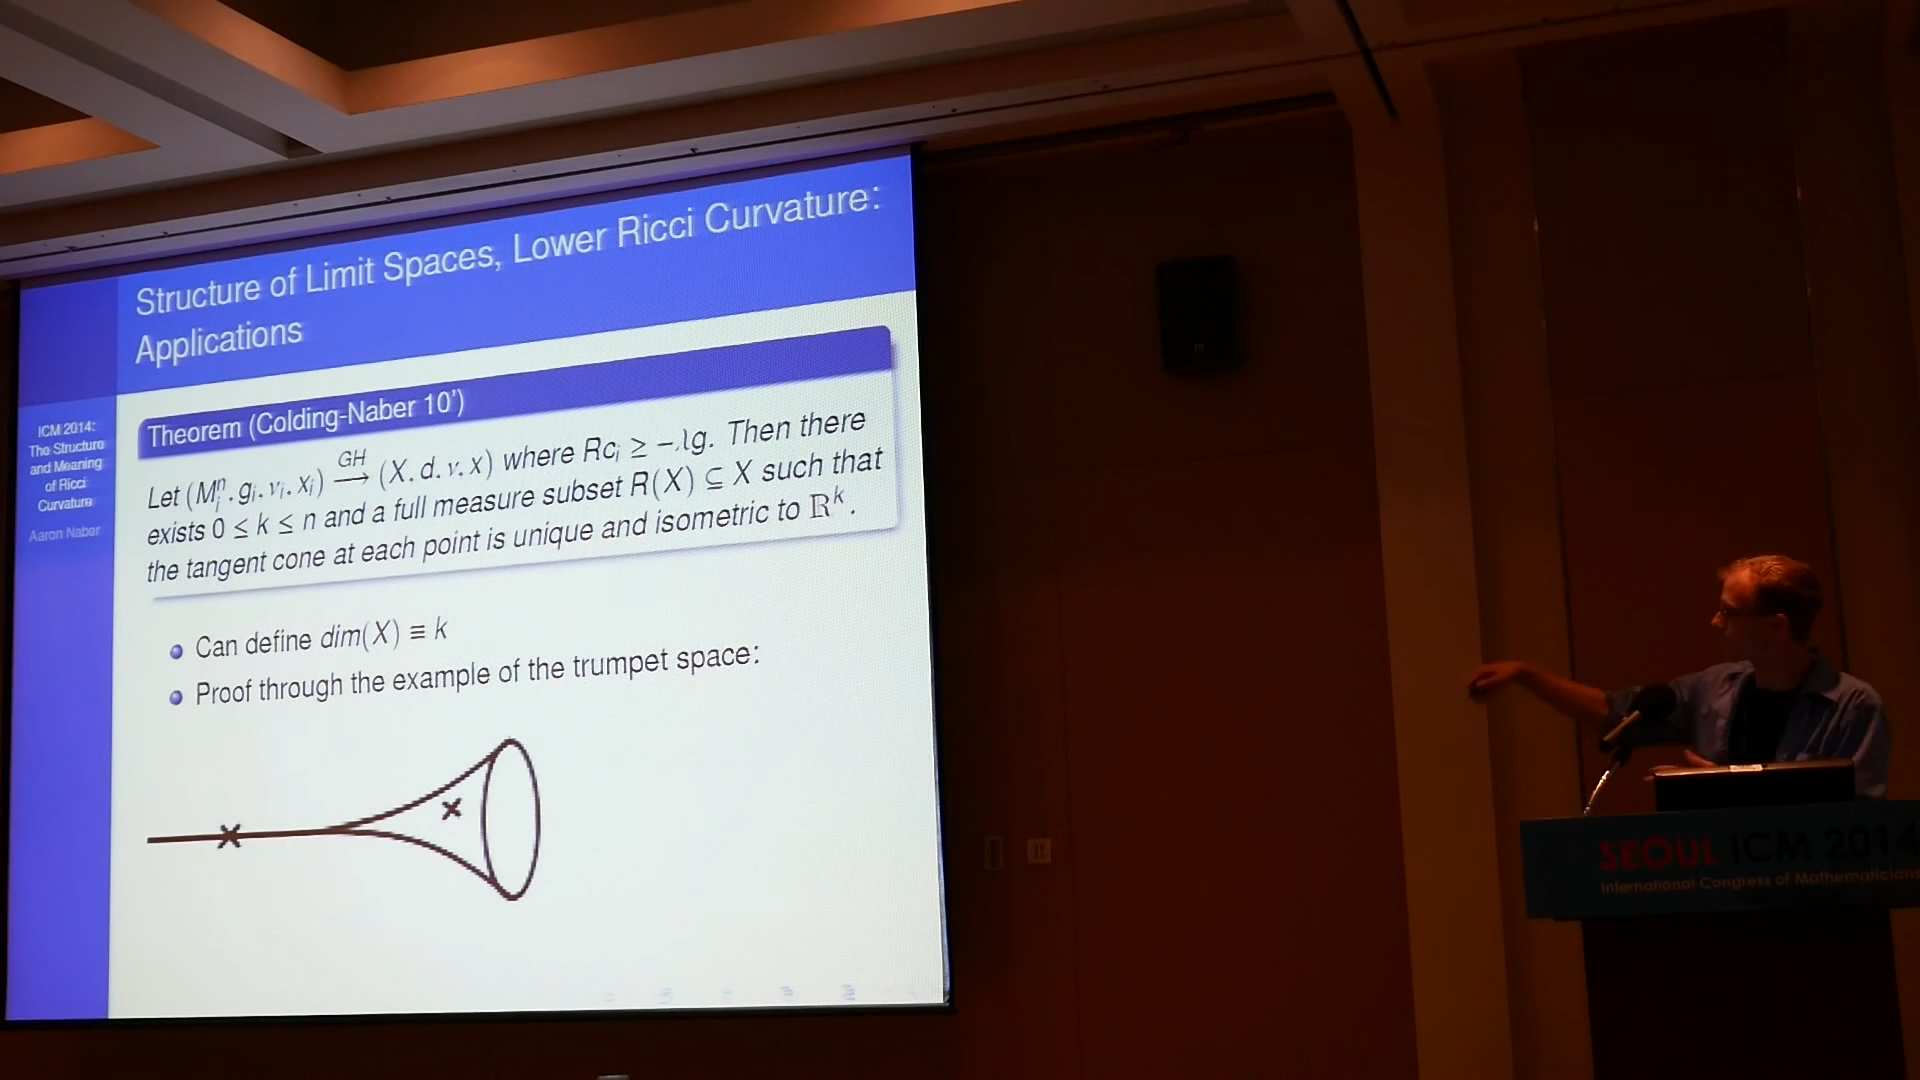 Structure of Limit Spaces, Lower Ricci Curvature:
Applications
ICM 2014:
The Structure
and Meaning
of Ricci
Curvature
Aaron Naber
Theorem (Colding-Naber 10')
Let (M_i^n, g_i, ν_i, x_i) \xrightarrow{GH} (X, d, ν, x) where Rc_i ≥ −λg. Then there
exists 0 ≤ k ≤ n and a full measure subset R(X) ⊆ X such that
the tangent cone at each point is unique and isometric to ℝ^k.
Can define dim(X) ≡ k
Proof through the example of the trumpet space:
SEOUL ICM 2014
International Congress of Mathematicians